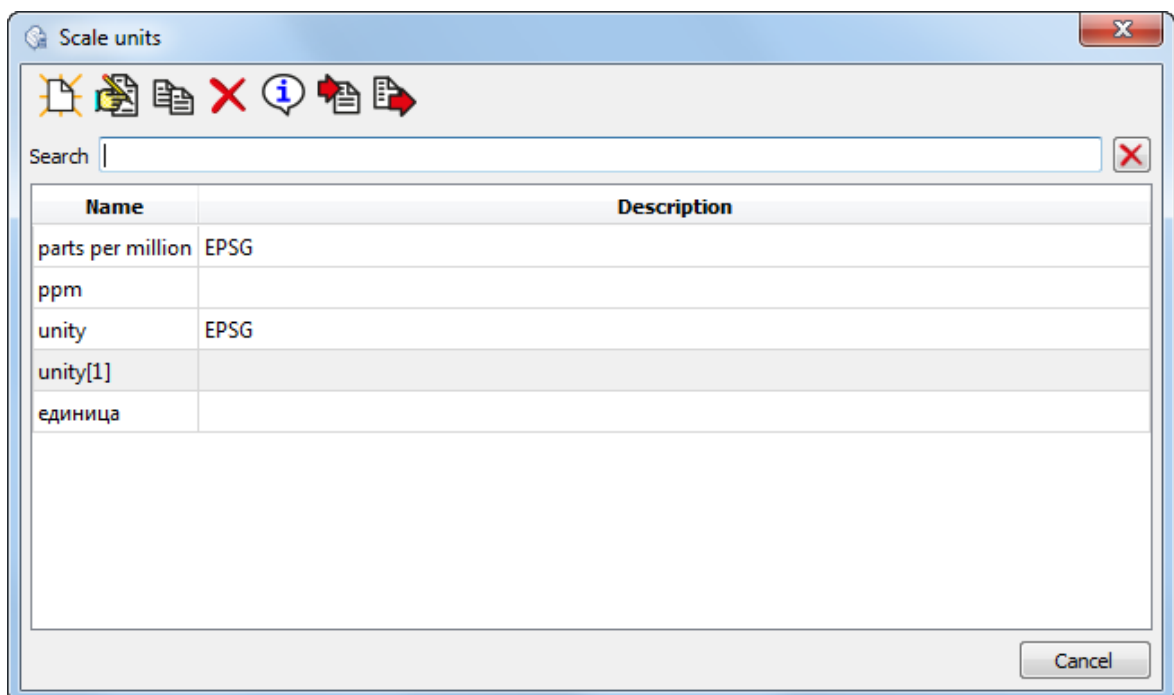 Scale units
Search
Name Description
parts per million EPSG
ppm
unity EPSG
unity[1]
единица
Cancel